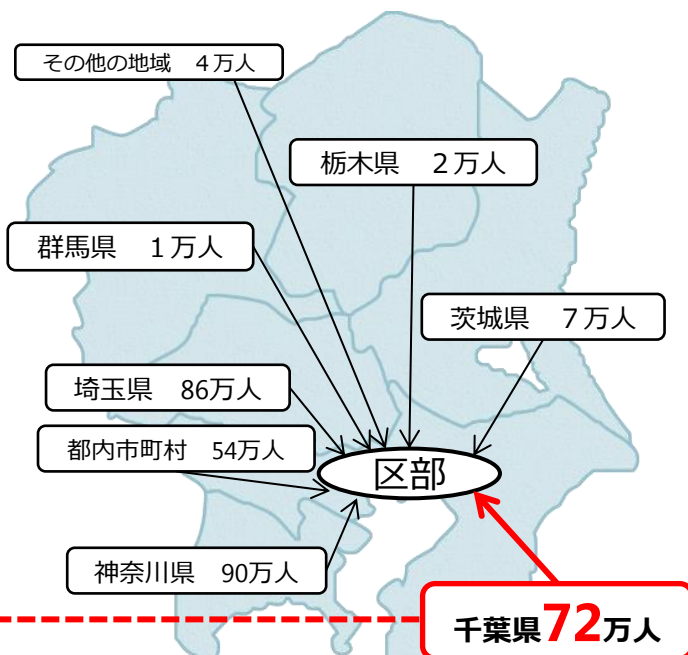 その他の地域　４万人
栃木県　２万人
群馬県　１万人
茨城県　７万人
埼玉県　86万人
都内市町村　54万人
区部
神奈川県　90万人
千葉県72万人